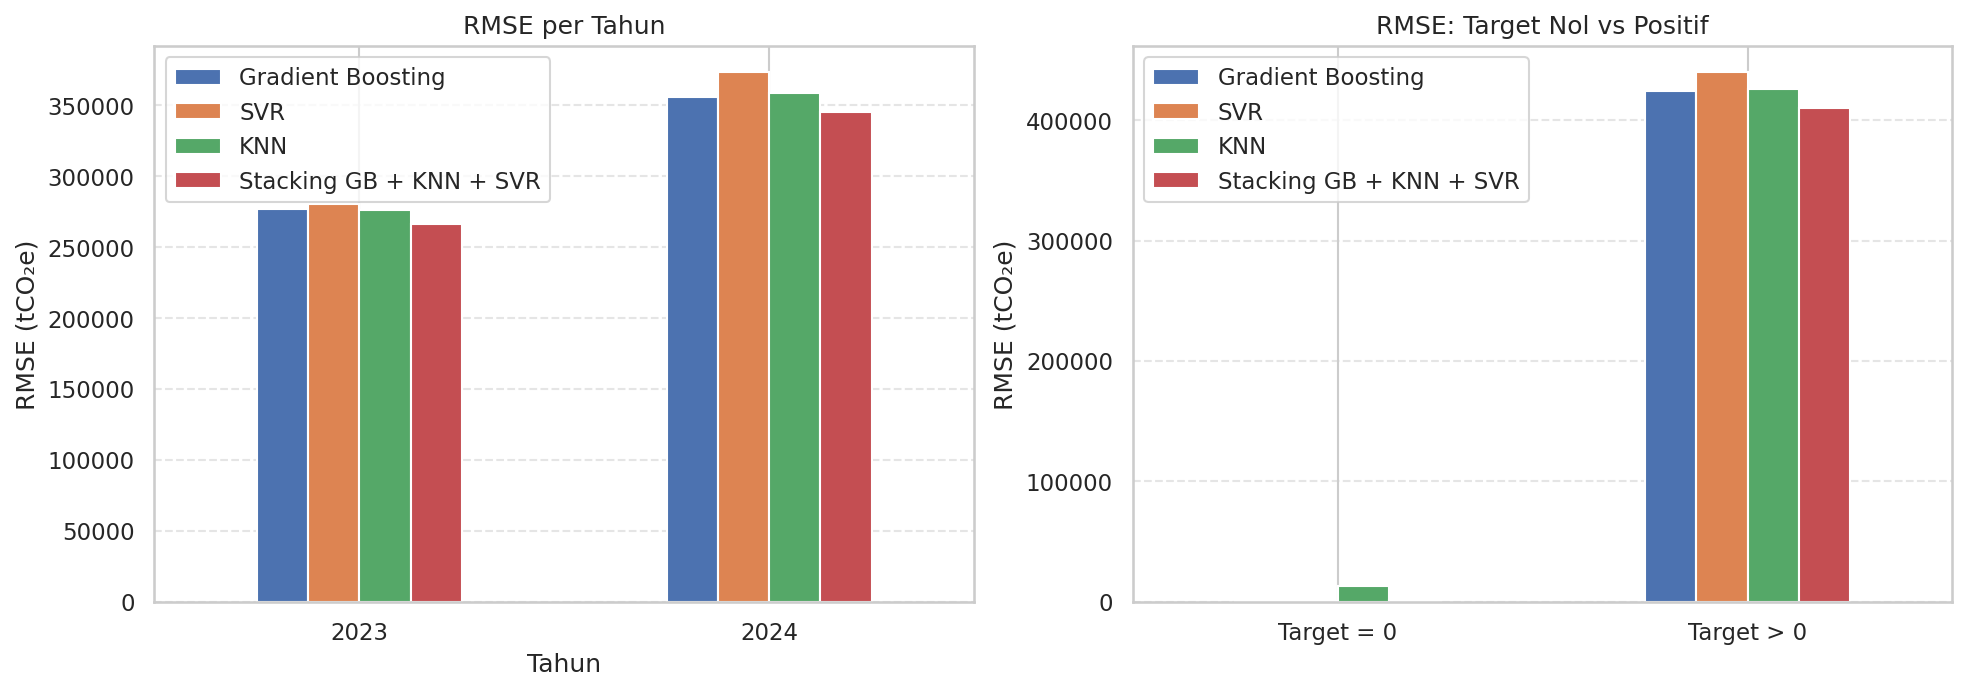 RMSE per Tahun
Gradient Boosting
SVR
KNN
Stacking GB + KNN + SVR
RMSE (tCO₂e)
350000
300000
250000
200000
150000
100000
50000
0
2023
2024
Tahun
RMSE: Target Nol vs Positif
Gradient Boosting
SVR
KNN
Stacking GB + KNN + SVR
RMSE (tCO₂e)
400000
300000
200000
100000
0
Target = 0
Target > 0